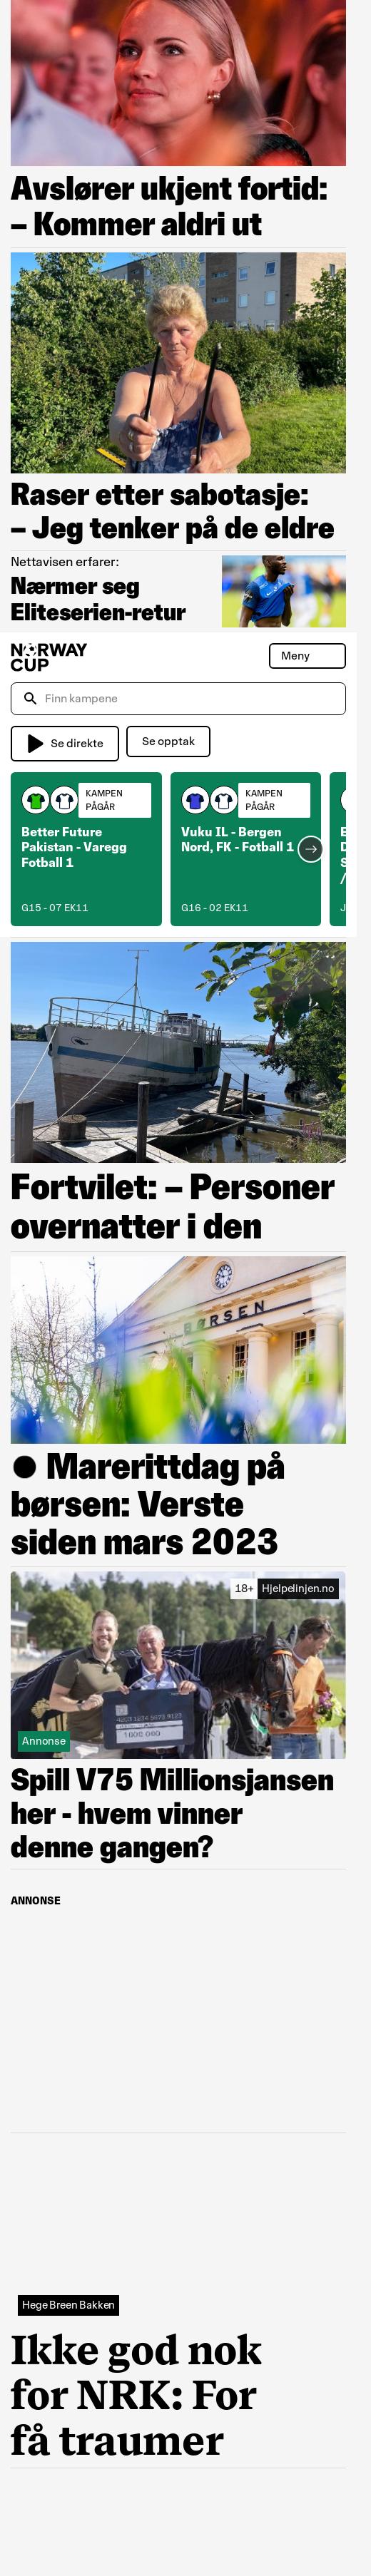 Avslører ukjent fortid:
– Kommer aldri ut
Raser etter sabotasje:
– Jeg tenker på de eldre
Nettavisen erfarer:
Nærmer seg
Eliteserien-retur
NORWAY
CUP
Meny
Finn kampene
Se direkte
Se opptak
KAMPEN
PÅGÅR
Better Future
Pakistan - Varegg
Fotball 1
G15 - 07 EK11
KAMPEN
PÅGÅR
Vuku IL - Bergen
Nord, FK - Fotball 1
G16 - 02 EK11
Fortvilet: – Personer
overnatter i den
BØRSEN
● Marerittdag på
børsen: Verste
siden mars 2023
18+ Hjelpelinjen.no
Annonse
Spill V75 Millionsjansen
her - hvem vinner
denne gangen?
ANNONSE
Hege Breen Bakken
Ikke god nok
for NRK: For
få traumer